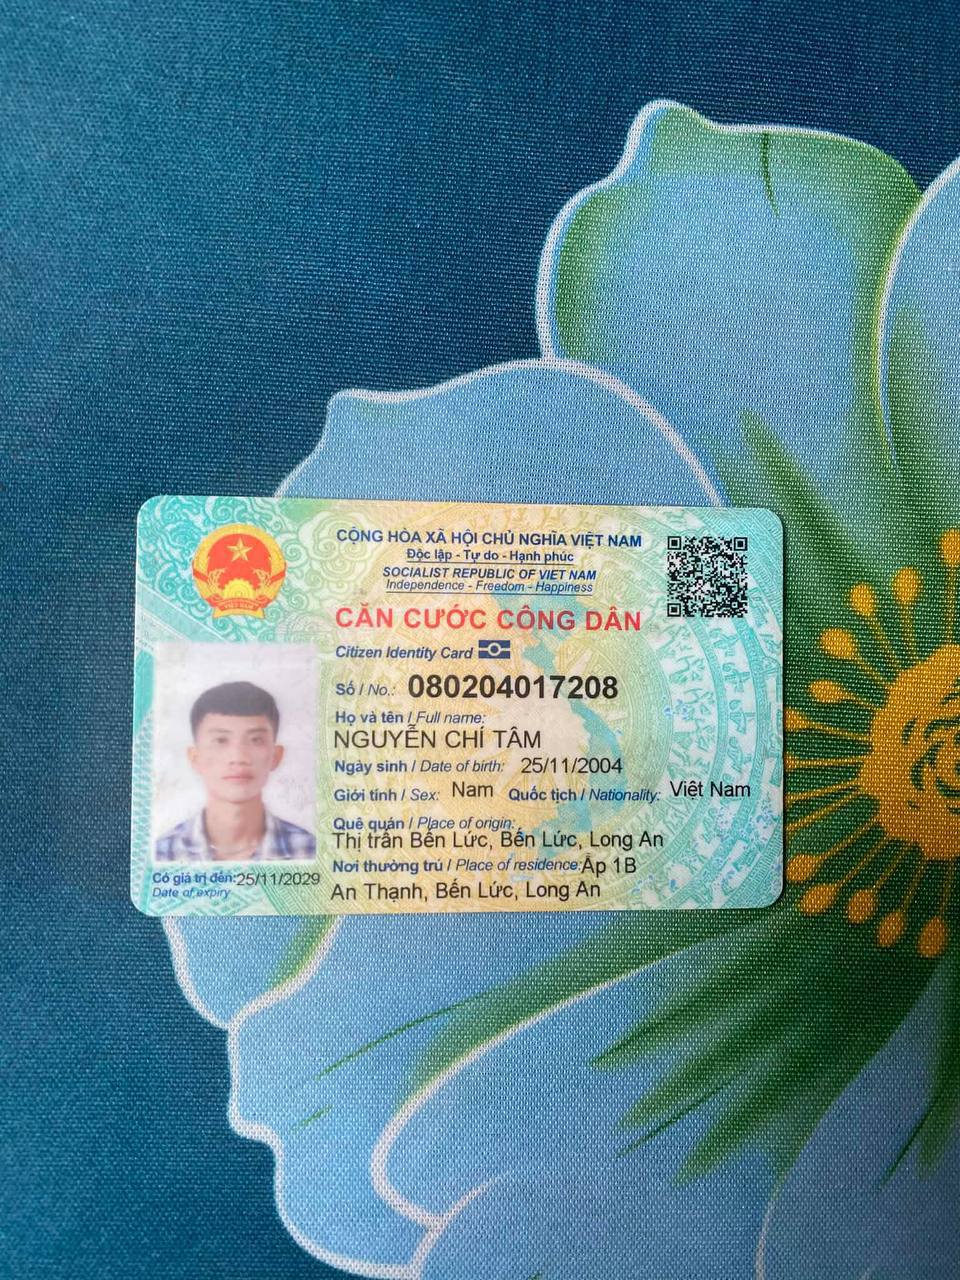 CỘNG HÒA XÃ HỘI CHỦ NGHĨA VIỆT NAM
Độc lập - Tự do - Hạnh phúc
SOCIALIST REPUBLIC OF VIET NAM
Independence - Freedom - Happiness
CĂN CƯỚC CÔNG DÂN
Citizen Identity Card
Số / No.: 080204017208
Họ và tên / Full name:
NGUYỄN CHÍ TÂM
Ngày sinh / Date of birth: 25/11/2004
Giới tính / Sex: Nam Quốc tịch / Nationality: Việt Nam
Quê quán / Place of origin:
Thị trấn Bến Lức, Bến Lức, Long An
Nơi thường trú / Place of residence: Ấp 1B
An Thạnh, Bến Lức, Long An
Có giá trị đến: 25/11/2029
Date of expiry
VIỆT NAM